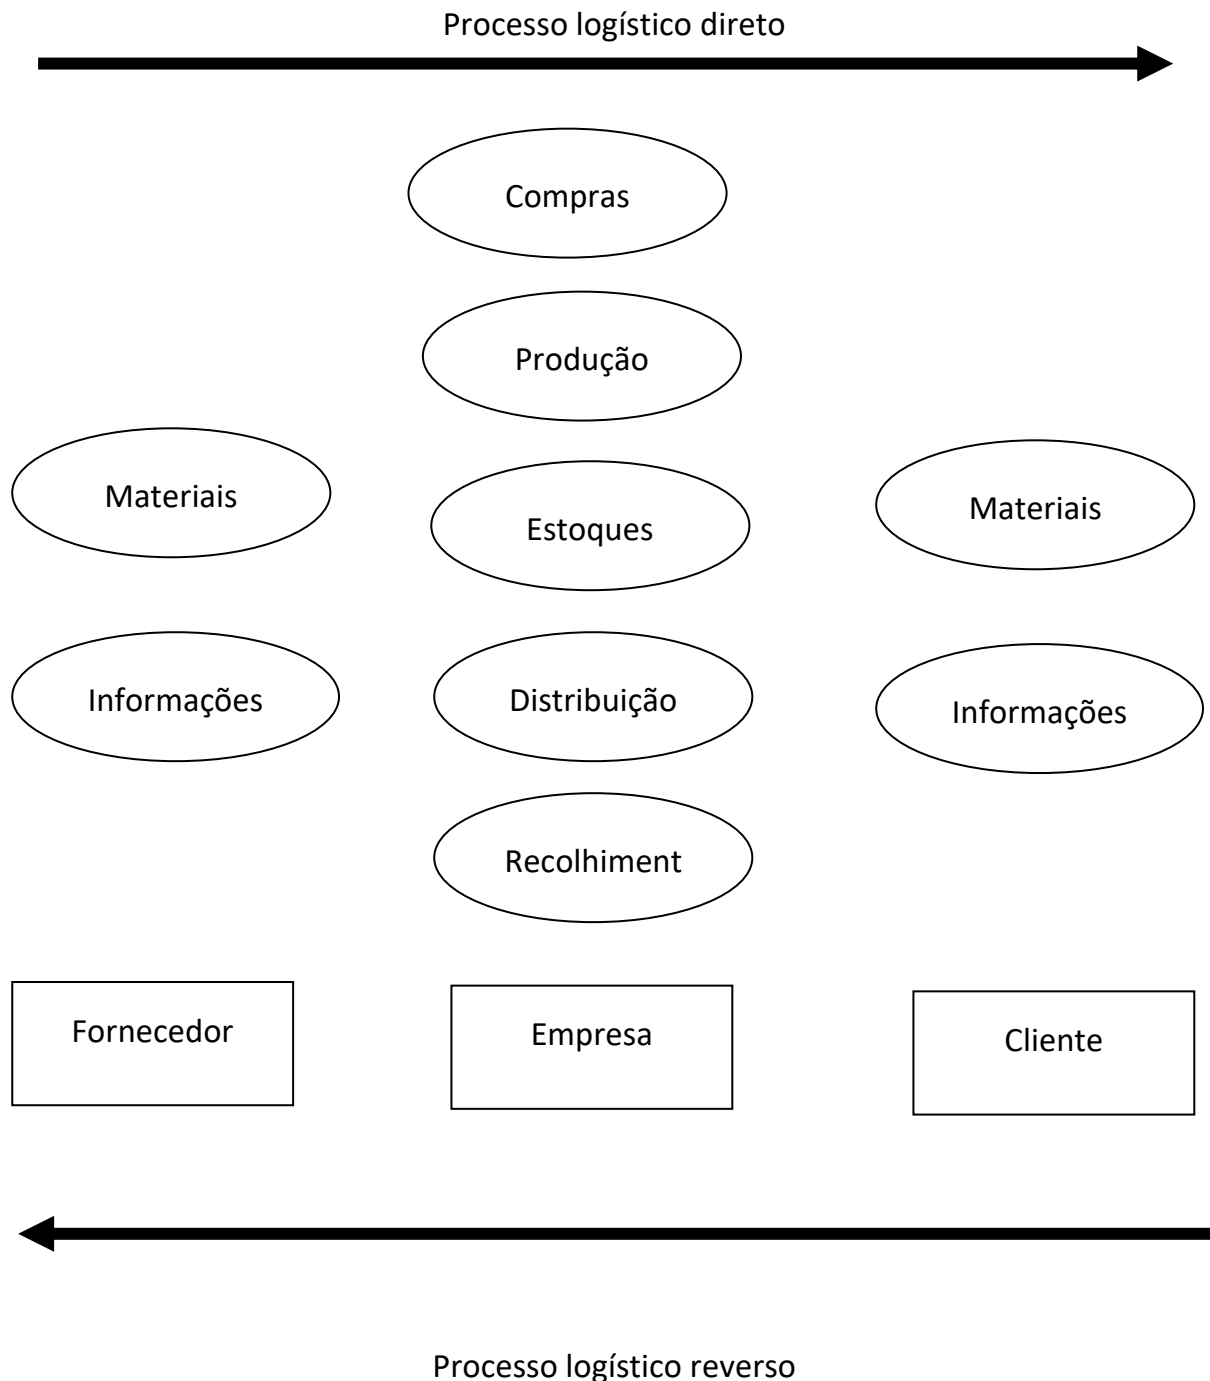 Processo logístico direto
Compras
Produção
Materiais
Estoques
Materiais
Informações
Distribuição
Informações
Recolhiment
Fornecedor
Empresa
Cliente
Processo logístico reverso